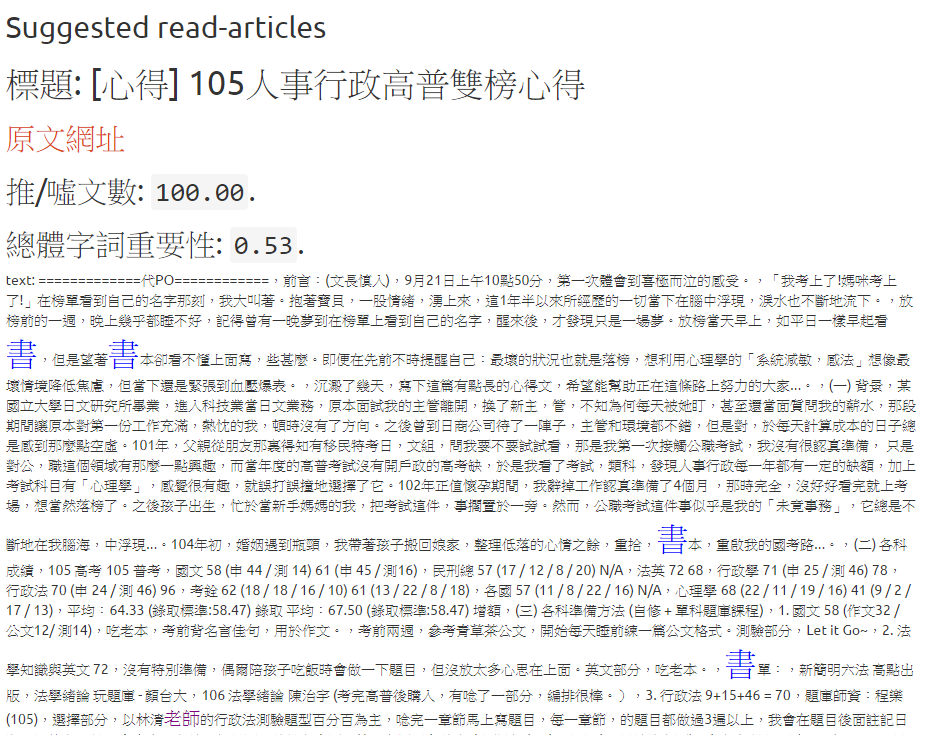 Suggested read-articles
標題: [心得] 105人事行政高普雙榜心得
原文網址
推/噓文數: 100.00.
總體字詞重要性: 0.53.
text: =============代PO============，前言：(文長慎入)，9月21日上午10點50分，第一次體會到喜極而泣的感受。，「我考上了!媽咪考上
了!」在榜單看到自己的名字那刻，我大叫著。抱著寶貝，一股情緒，湧上來，這1年半以來所經歷的一切當下在腦中浮現，淚水也不斷地流下。，放
榜前的一週，晚上幾乎都睡不好，記得曾有一晚夢到在榜單上看到自己的名字，醒來後，才發現只是一場夢。放榜當天早上，如平日一樣早起看
書，但是望著書本卻看不懂上面寫，些甚麼。即便在先前不時提醒自己：最壞的狀況也就是落榜，想利用心理學的「系統減敏，感法」想像最
壞情境降低焦慮，但當下還是緊張到血壓爆表。，沉澱了幾天，寫下這篇有點長的心得文，希望能幫助正在這條路上努力的大家...。，(一) 背景，某
國立大學日文研究所畢業，進入科技業當日文業務，原本面試我的主管離開，換了新主，管，不知為何每天被她盯，甚至還當面質問我的薪水，那段
期間讓原本對第一份工作充滿，熱忱的我，頓時沒有了方向。之後曾到日商公司待了一陣子，主管和環境都不錯，但是對，於每天計算成本的日子總
是感到那麼點空虛。101年，父親從朋友那裏得知有移民特考日，文組，問我要不要試試看，那是我第一次接觸公職考試，我沒有很認真準備， 只是
對公，職這個領域有那麼一點興趣，而當年度的高普考試沒有開戶政的高考缺，於是我看了考試，類科，發現人事行政每一年都有一定的缺額，加上
考試科目有「心理學」，感覺很有趣，就誤打誤撞地選擇了它。102年正值懷孕期間，我辭掉工作認真準備了4個月 ，那時完全，沒好好看完就上考
場，想當然落榜了。之後孩子出生，忙於當新手媽媽的我，把考試這件，事擱置於一旁。然而，公職考試這件事似乎是我的「未竟事務」，它總是不
斷地在我腦海，中浮現...。104年初，婚姻遇到瓶頸，我帶著孩子搬回娘家，整理低落的心情之餘，重拾，書本，重啟我的國考路...。，(二) 各科
成績，105 高考 105 普考，國文 58 (申 44 / 測 14) 61 (申 45 / 測16)，民刑總 57 (17 / 12 / 8 / 20) N/A，法英 72 68，行政學 71 (申 25 / 測 46) 78，
行政法 70 (申 24 / 測 46) 96，考銓 62 (18 / 18 / 16 / 10) 61 (13 / 22 / 8 / 18)，各國 57 (11 / 8 / 22 / 16) N/A，心理學 68 (22 / 11 / 19 / 16) 41 (9 / 2 /
17 / 13)，平均：64.33 (錄取標準:58.47) 錄取 平均：67.50 (錄取標準:58.47) 增額，(三) 各科準備方法 (自修 + 單科題庫課程)，1. 國文 58 (作文32 /
公文12/ 測14)，吃老本，考前背名言佳句，用於作文。，考前兩週，參考青草茶公文，開始每天睡前練一篇公文格式。測驗部分，Let it Go~，2. 法
學知識與英文 72，沒有特別準備，偶爾陪孩子吃飯時會做一下題目，但沒放太多心思在上面。英文部分，吃老本。，書單：，新簡明六法 高點出
版，法學緒論 玩題庫 - 顏台大，106 法學緒論 陳治宇 (考完高普後購入，有唸了一部分，編排很棒。)，3. 行政法 9+15+46 = 70，題庫師資：程樂
(105)，選擇部分，以林清老師的行政法測驗題型百分百為主，唸完一章節馬上寫題目，每一章節，的題目都做過3遍以上，我會在題目後面註記日